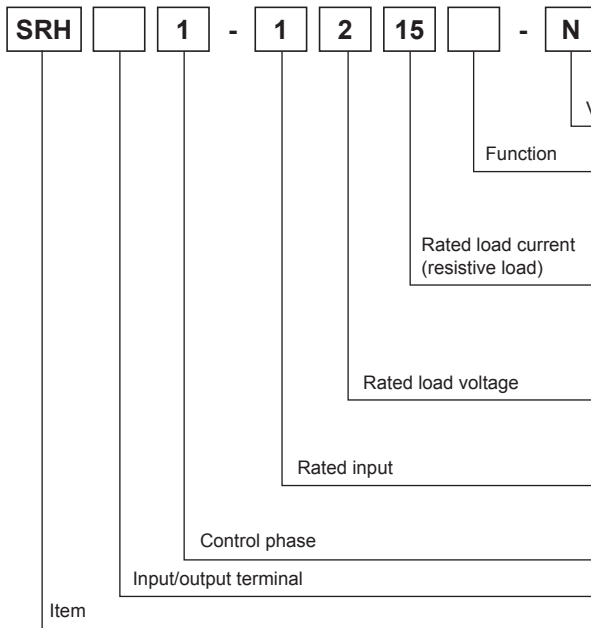 SRH 1 - 1 2 15 - N
Function
Rated load current
(resistive load)
Rated load voltage
Rated input
Control phase
Input/output terminal
Item